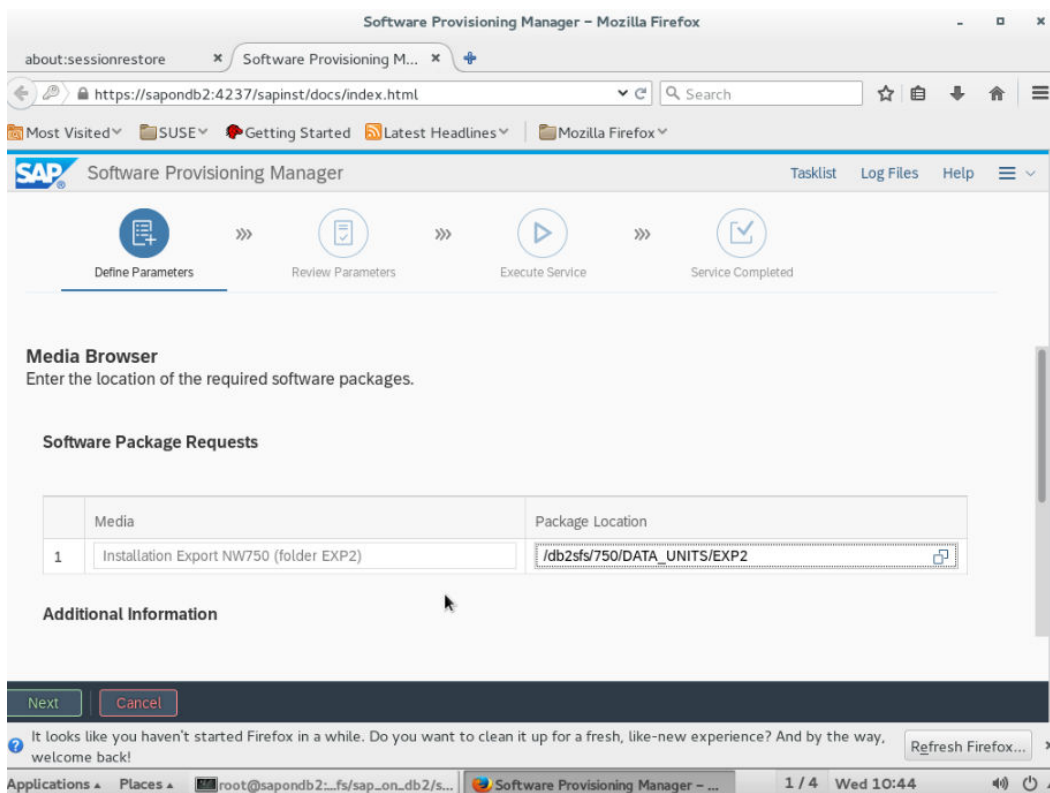 Software Provisioning Manager – Mozilla Firefox
about:sessionrestore
Software Provisioning M...
https://sapondb2:4237/sapinst/docs/index.html
Search
Most Visited
SUSE
Getting Started
Latest Headlines
Mozilla Firefox
SAP
Software Provisioning Manager
Tasklist
Log Files
Help
Define Parameters
Review Parameters
Execute Service
Service Completed
Media Browser
Enter the location of the required software packages.
Software Package Requests
Media
Package Location
1
Installation Export NW750 (folder EXP2)
/db2sfs/750/DATA_UNITS/EXP2
Additional Information
Next
Cancel
It looks like you haven't started Firefox in a while. Do you want to clean it up for a fresh, like-new experience? And by the way,
welcome back!
Refresh Firefox...
Applications
Places
root@sapondb2:...fs/sap_on_db2/s...
Software Provisioning Manager – ...
1 / 4
Wed 10:44